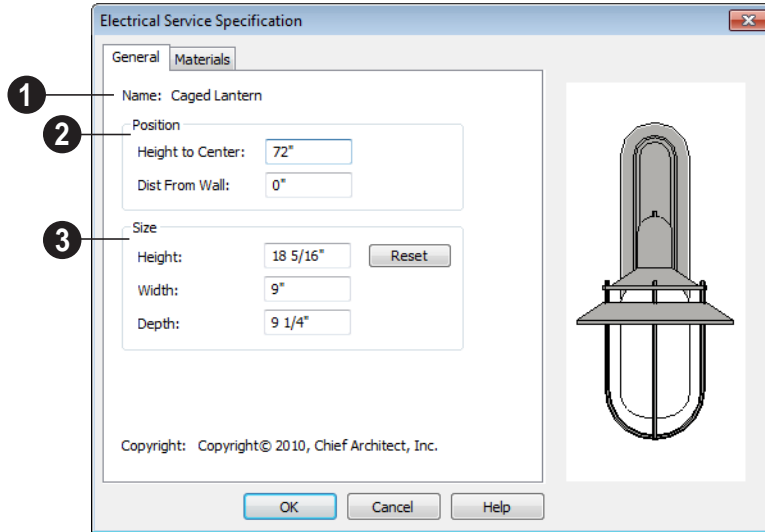 Electrical Service Specification
General Materials
1 Name: Caged Lantern
2 Position
Height to Center: 72"
Dist From Wall: 0"
3 Size
Height: 18 5/16" Reset
Width: 9"
Depth: 9 1/4"
Copyright: Copyright© 2010, Chief Architect, Inc.
OK Cancel Help